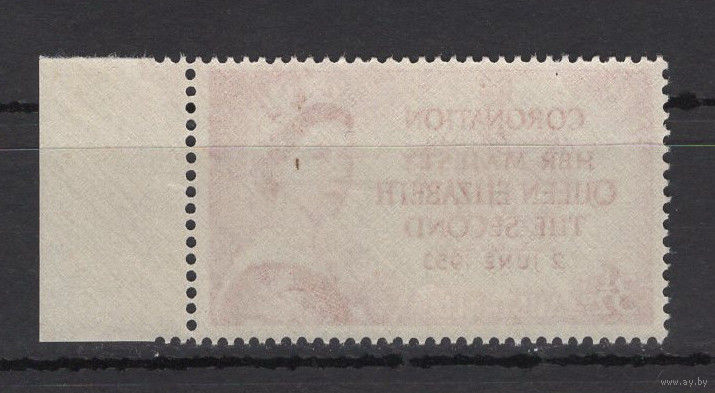 CORONATION
HER MAJESTY
QUEEN ELIZABETH
THE SECOND
2 JUNE 1953
www.ay.by